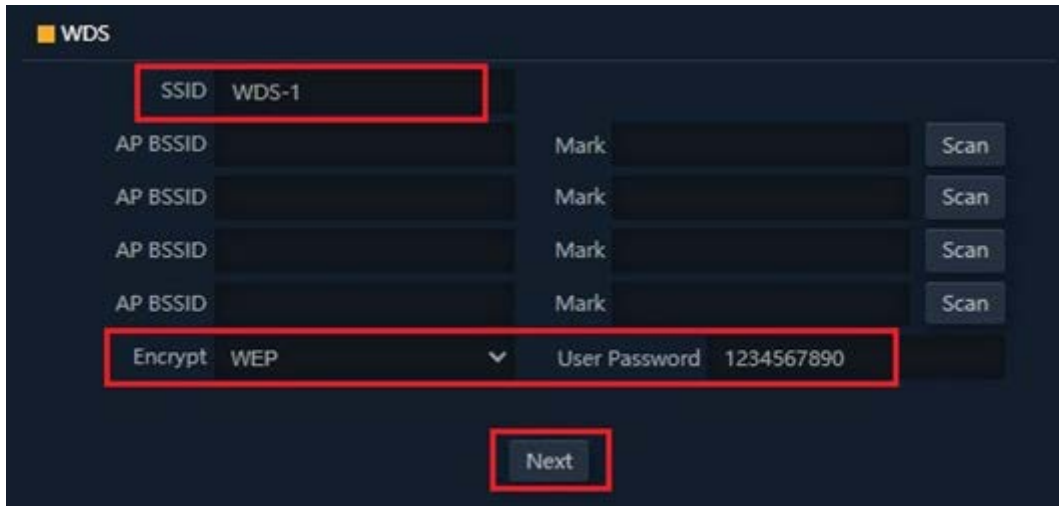 WDS
SSID WDS-1
AP BSSID Mark Scan
AP BSSID Mark Scan
AP BSSID Mark Scan
AP BSSID Mark Scan
Encrypt WEP User Password 1234567890
Next